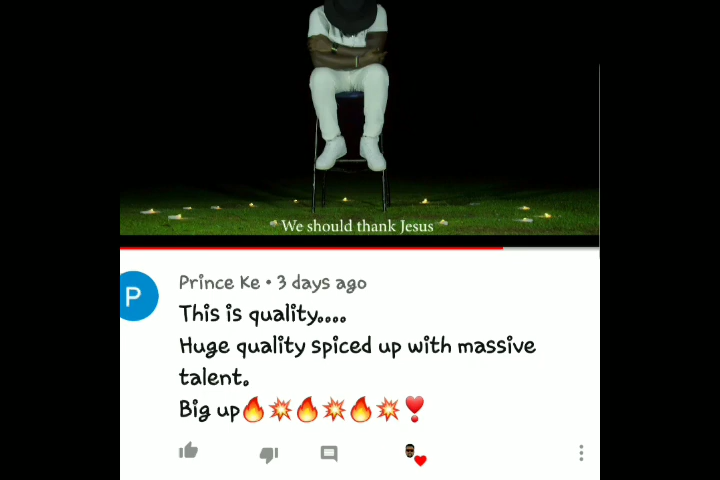 We should thank Jesus
P
Prince Ke • 3 days ago
This is quality....
Huge quality spiced up with massive
talent.
Big up🔥💥🔥💥🔥💥❣️